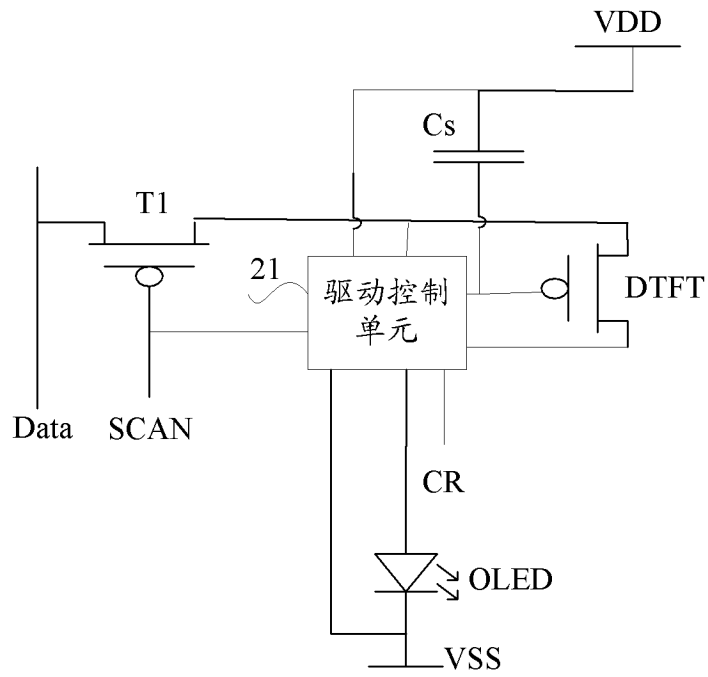 VDD
Cs
T1
21
驱动控制
单元
DTFT
Data
SCAN
CR
OLED
VSS